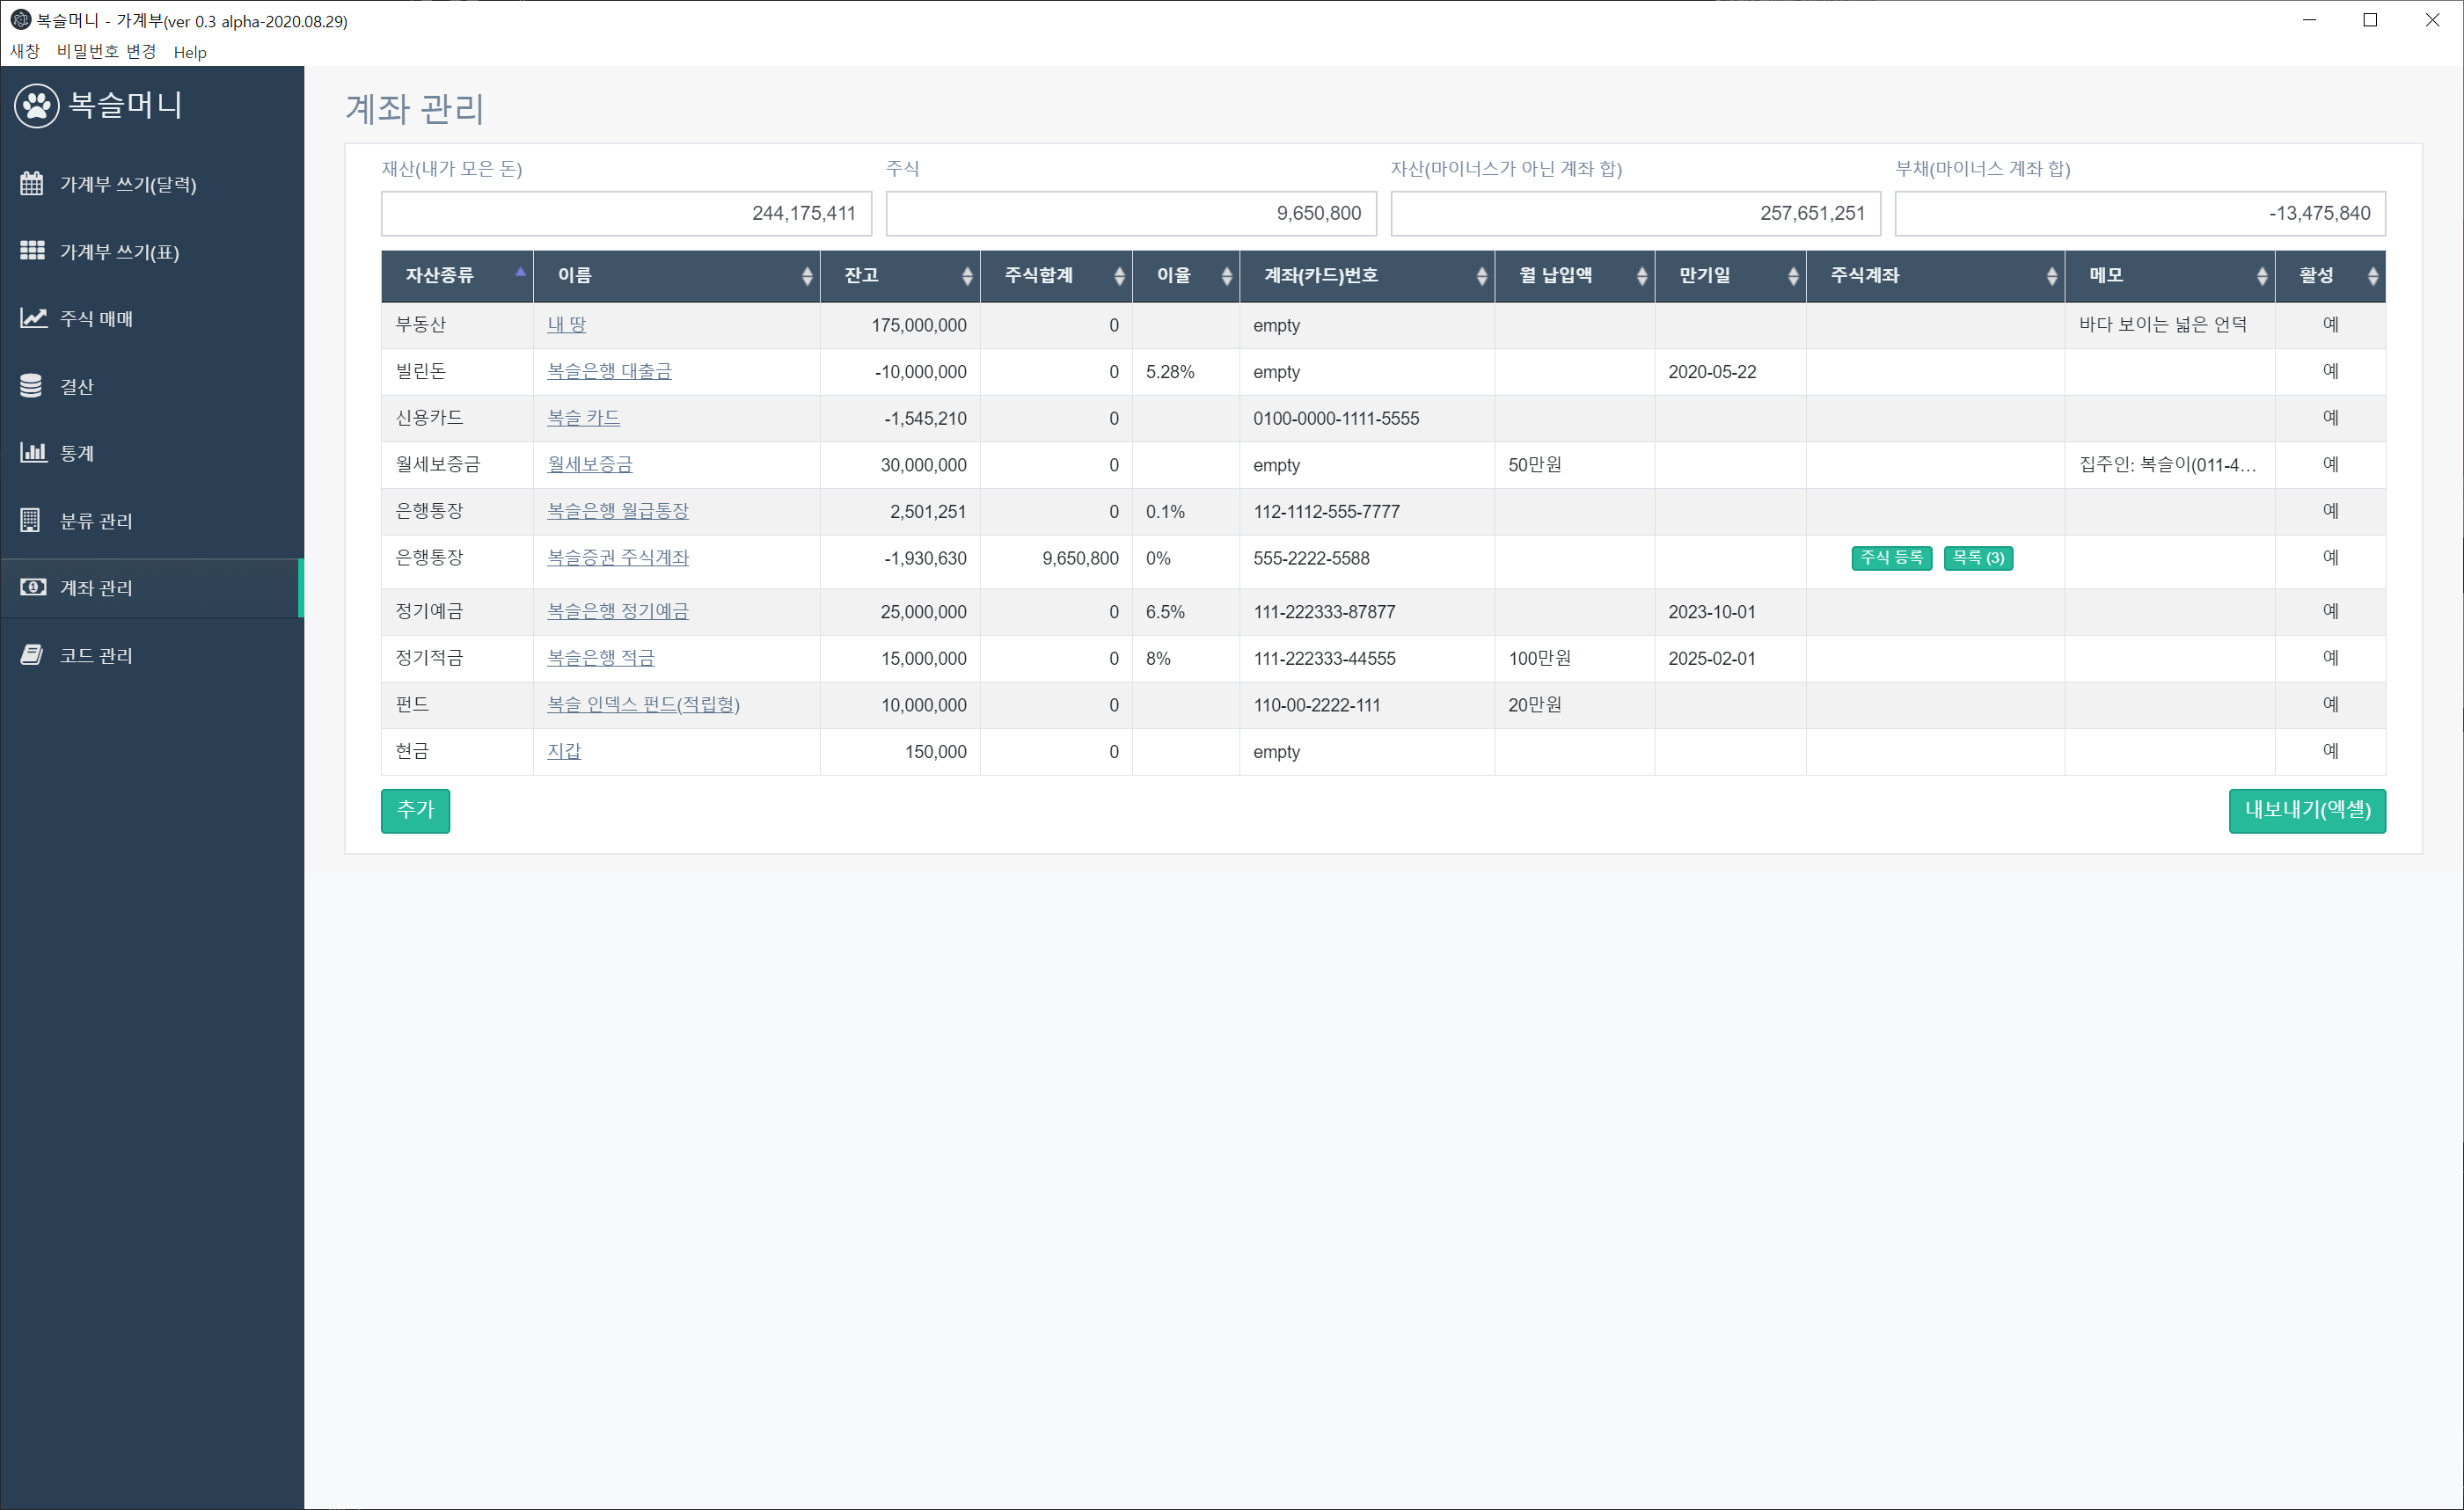 복슬머니 - 가계부(ver 0.3 alpha-2020.08.29)
새창 비밀번호 변경 Help
복슬머니
가계부 쓰기(달력)
가계부 쓰기(표)
주식 매매
결산
통계
분류 관리
계좌 관리
코드 관리
계좌 관리
재산(내가 모은 돈) 주식 자산(마이너스가 아닌 계좌 합) 부채(마이너스 계좌 합)
244,175,411 9,650,800 257,651,251 -13,475,840
자산종류 이름 잔고 주식합계 이율 계좌(카드)번호 월 납입액 만기일 주식계좌 메모 활성
부동산 내 땅 175,000,000 0 empty 바다 보이는 넓은 언덕 예
빌린돈 복슬은행 대출금 -10,000,000 0 5.28% empty 2020-05-22 예
신용카드 복슬 카드 -1,545,210 0 0100-0000-1111-5555 예
월세보증금 월세보증금 30,000,000 0 empty 50만원 집주인: 복슬이(011-4... 예
은행통장 복슬은행 월급통장 2,501,251 0 0.1% 112-1112-555-7777 예
은행통장 복슬증권 주식계좌 -1,930,630 9,650,800 0% 555-2222-5588 주식 등록 목록 (3) 예
정기예금 복슬은행 정기예금 25,000,000 0 6.5% 111-222333-87877 2023-10-01 예
정기적금 복슬은행 적금 15,000,000 0 8% 111-222333-44555 100만원 2025-02-01 예
펀드 복슬 인덱스 펀드(적립형) 10,000,000 0 110-00-2222-111 20만원 예
현금 지갑 150,000 0 empty 예
추가 내보내기(엑셀)